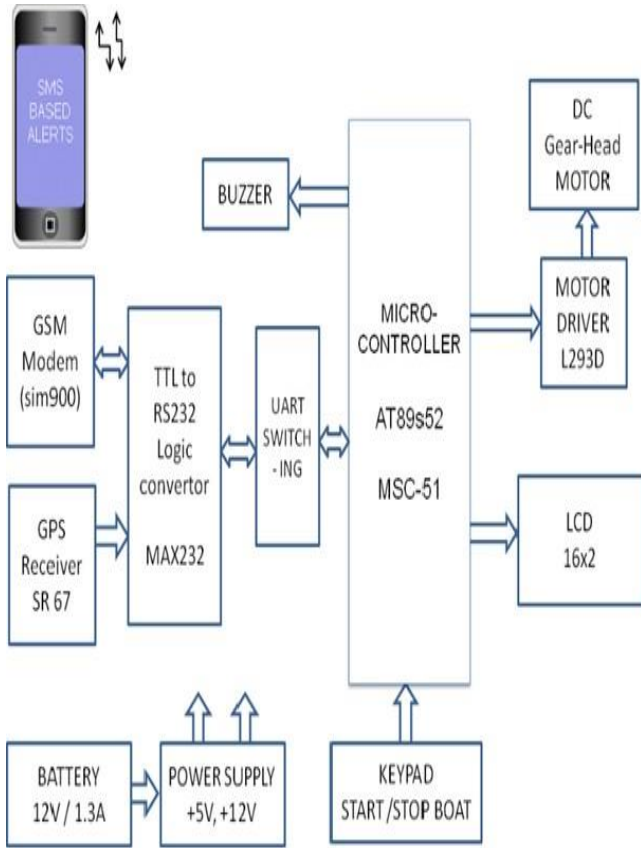 SMS
BASED
ALERTS
DC
Gear-Head
MOTOR
BUZZER
MICRO-
CONTROLLER
AT89s52
MSC-51
MOTOR
DRIVER
L293D
GSM
Modem
(sim900)
TTL to
RS232
Logic
convertor
MAX232
UART
SWITCH
- ING
GPS
Receiver
SR 67
LCD
16x2
BATTERY
12V / 1.3A
POWER SUPPLY
+5V, +12V
KEYPAD
START /STOP BOAT